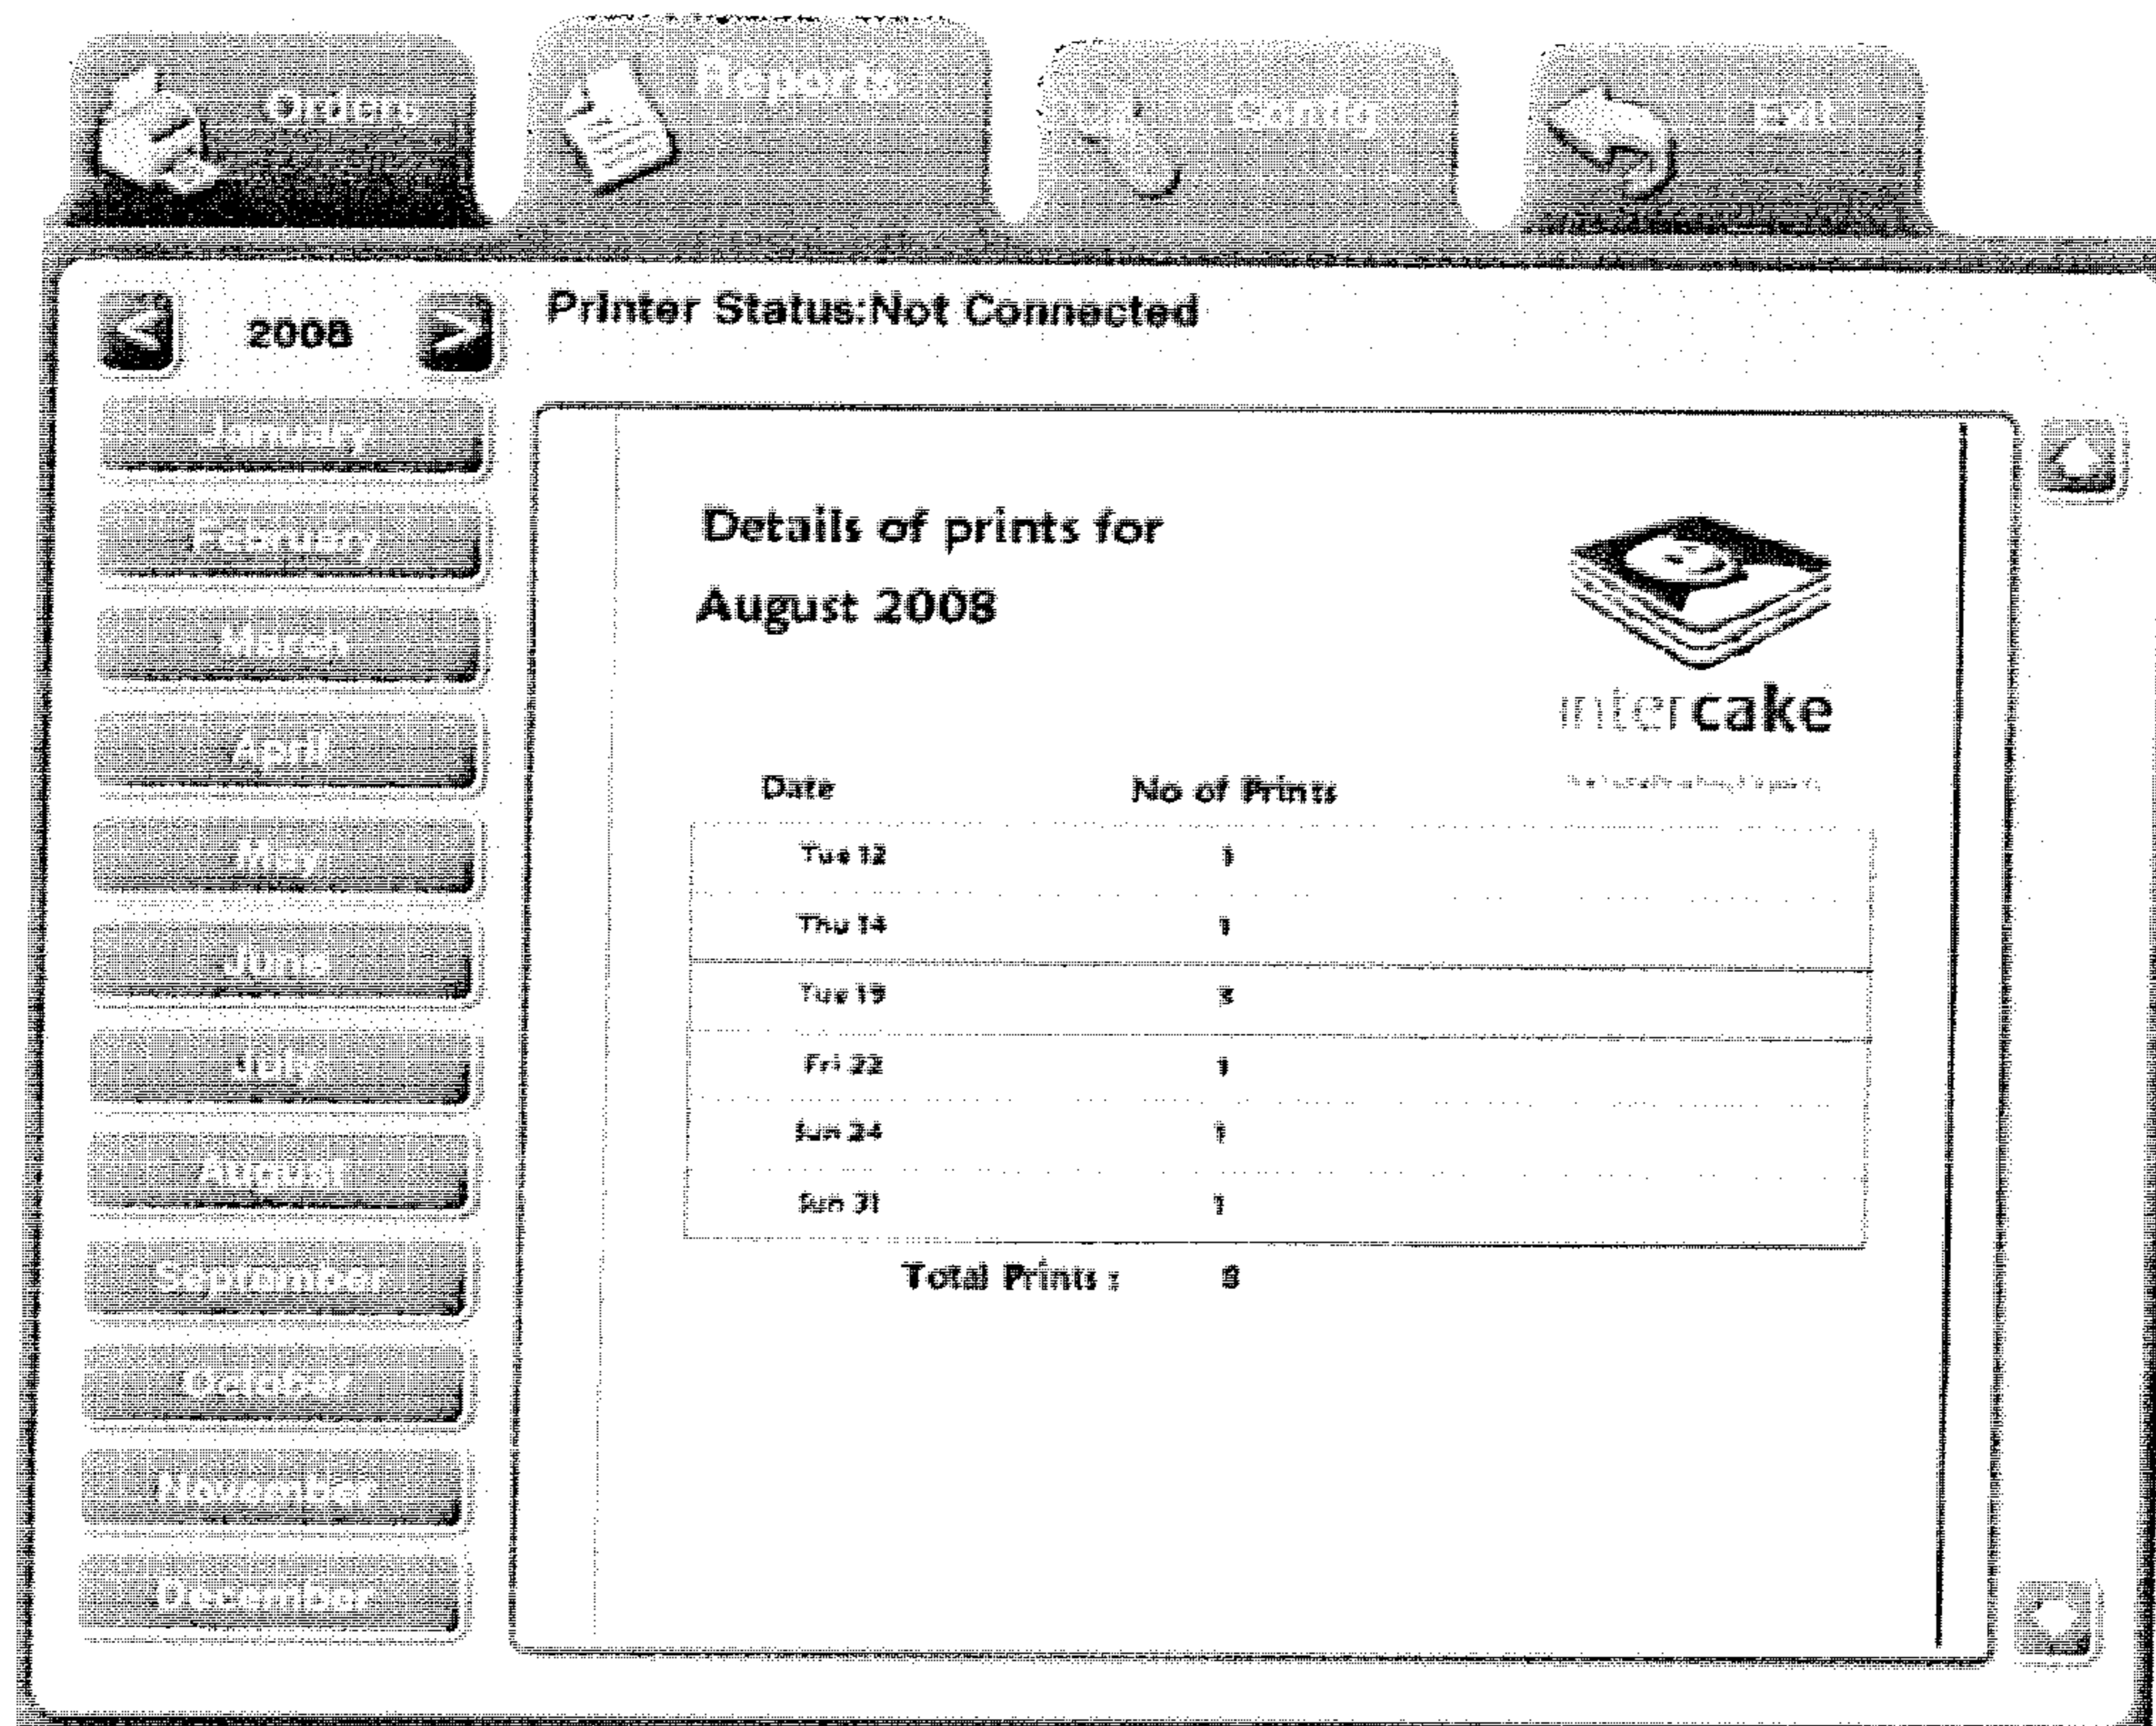 Orders
Reports
Config
Exit
2008
Printer Status:Not Connected
January
February
March
April
May
June
July
August
September
October
November
December
Details of prints for
August 2008
intercake
Date No of Prints
Tue 12 1
Thu 14 1
Tue 19 3
Fri 22 1
Sun 24 1
Sun 31 1
Total Prints : 8